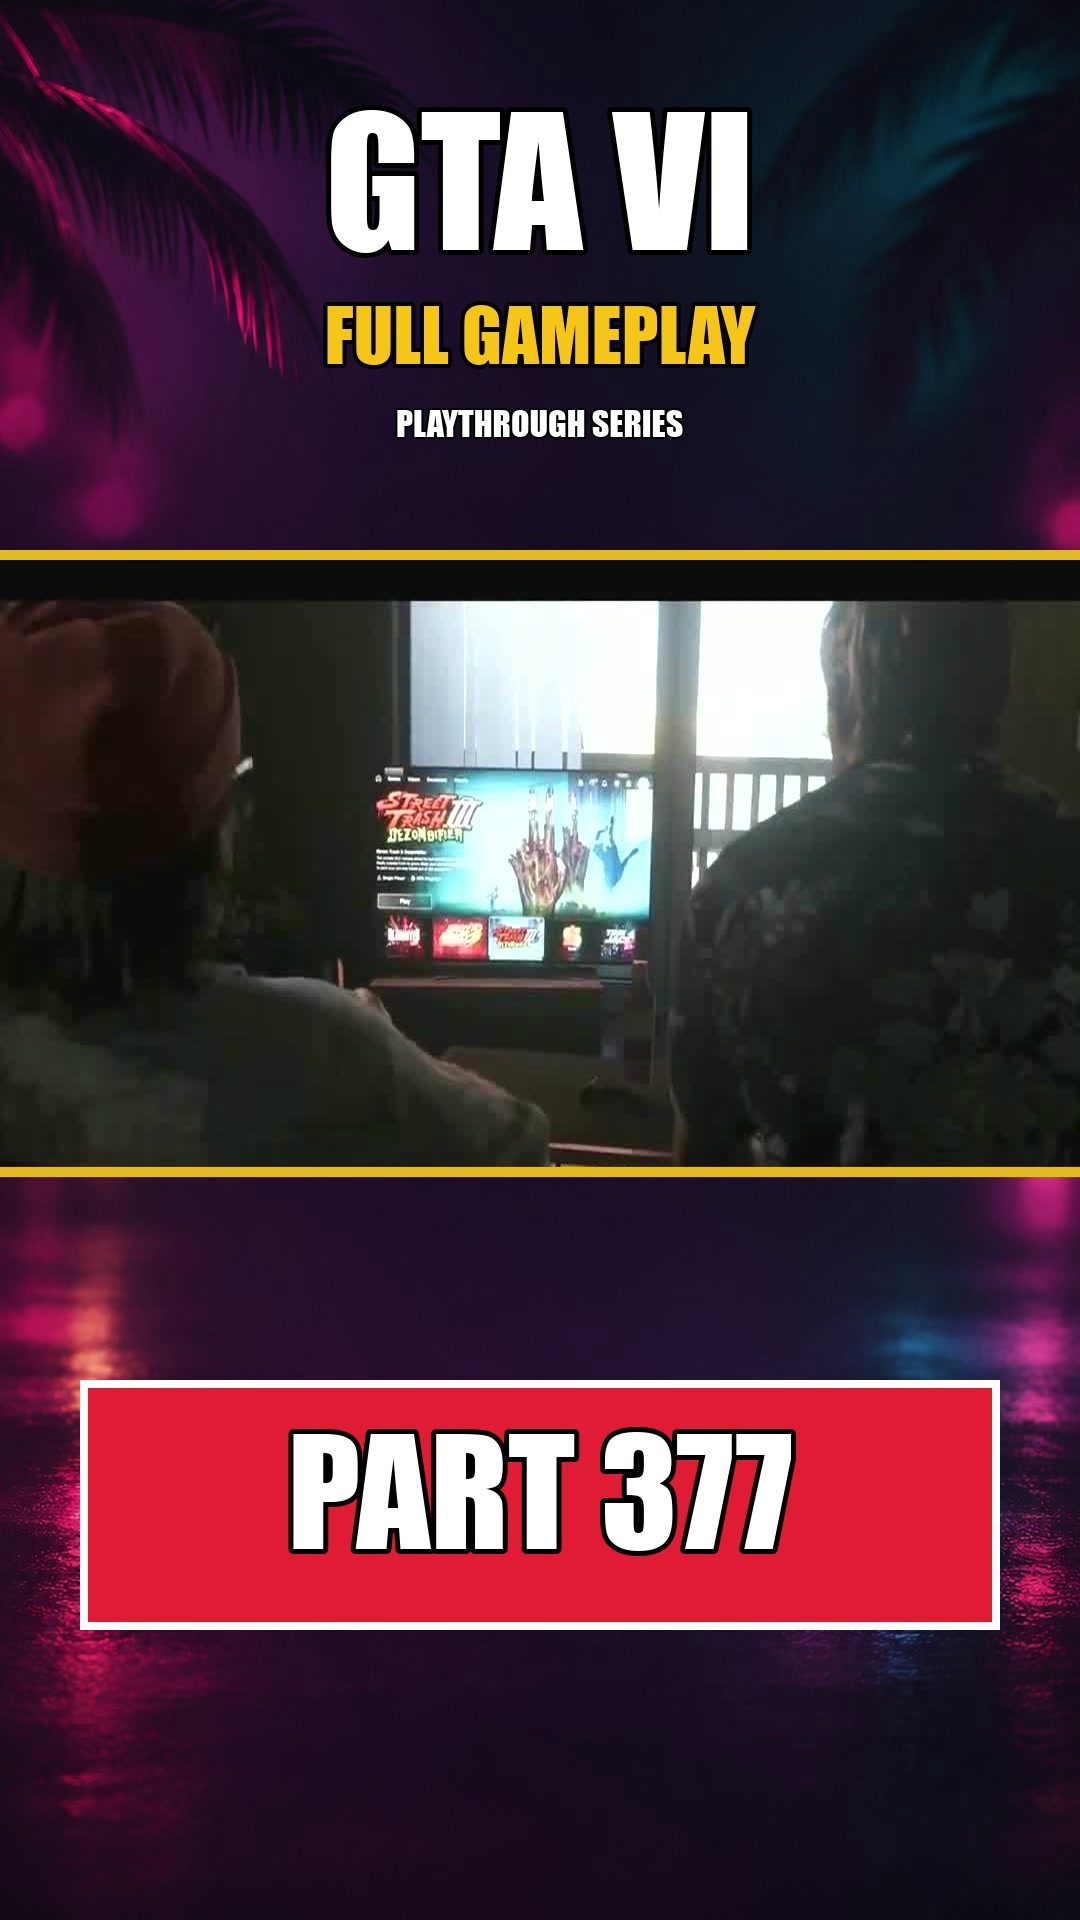 GTA VI
FULL GAMEPLAY
PLAYTHROUGH SERIES
STREET
TRASH III
DEZOMBIFIER
Play
PART 377